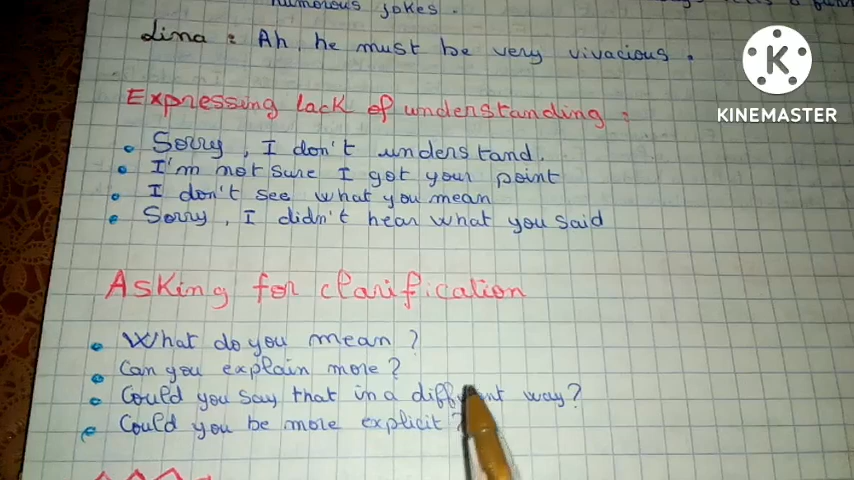 humorous jokes.
Lina : Ah, he must be very vivacious.
Expressing lack of understanding :
• Sorry, I don't understand.
• I'm not sure I got your point
• I don't see what you mean
• Sorry, I didn't hear what you said
Asking for clarification
• What do you mean ?
• Can you explain more ?
• Could you say that in a different way ?
• Could you be more explicit ?
K
KINEMASTER